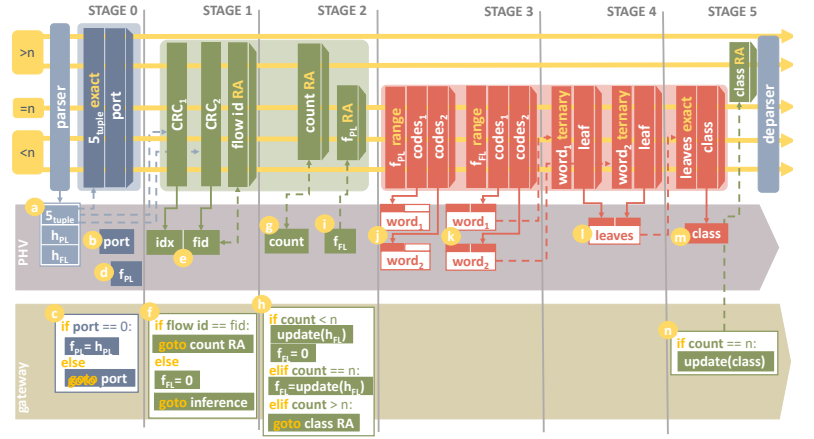 STAGE 0
STAGE 1
STAGE 2
STAGE 3
STAGE 4
STAGE 5
>n
=n
<n
parser
5tuple exact
port
CRC1
CRC2
flow id RA
count RA
fPL RA
fPL range
codes1
codes2
fFL range
codes1
codes2
word1 ternary
leaf
word2 ternary
leaf
leaves exact
class
class RA
deparser
PHV
a
5tuple
hPL
hFL
b
port
d
fPL
idx
fid
e
g
count
i
fFL
j
word1
word2
k
word1
word2
l
leaves
m
class
gateway
c
if port == 0:
fPL = hPL
else
goto port
f
if flow id == fid:
goto count RA
else
fFL = 0
goto inference
h
if count < n
update(hFL)
fFL = 0
elif count == n:
fFL=update(hFL)
elif count > n:
goto class RA
n
if count == n:
update(class)